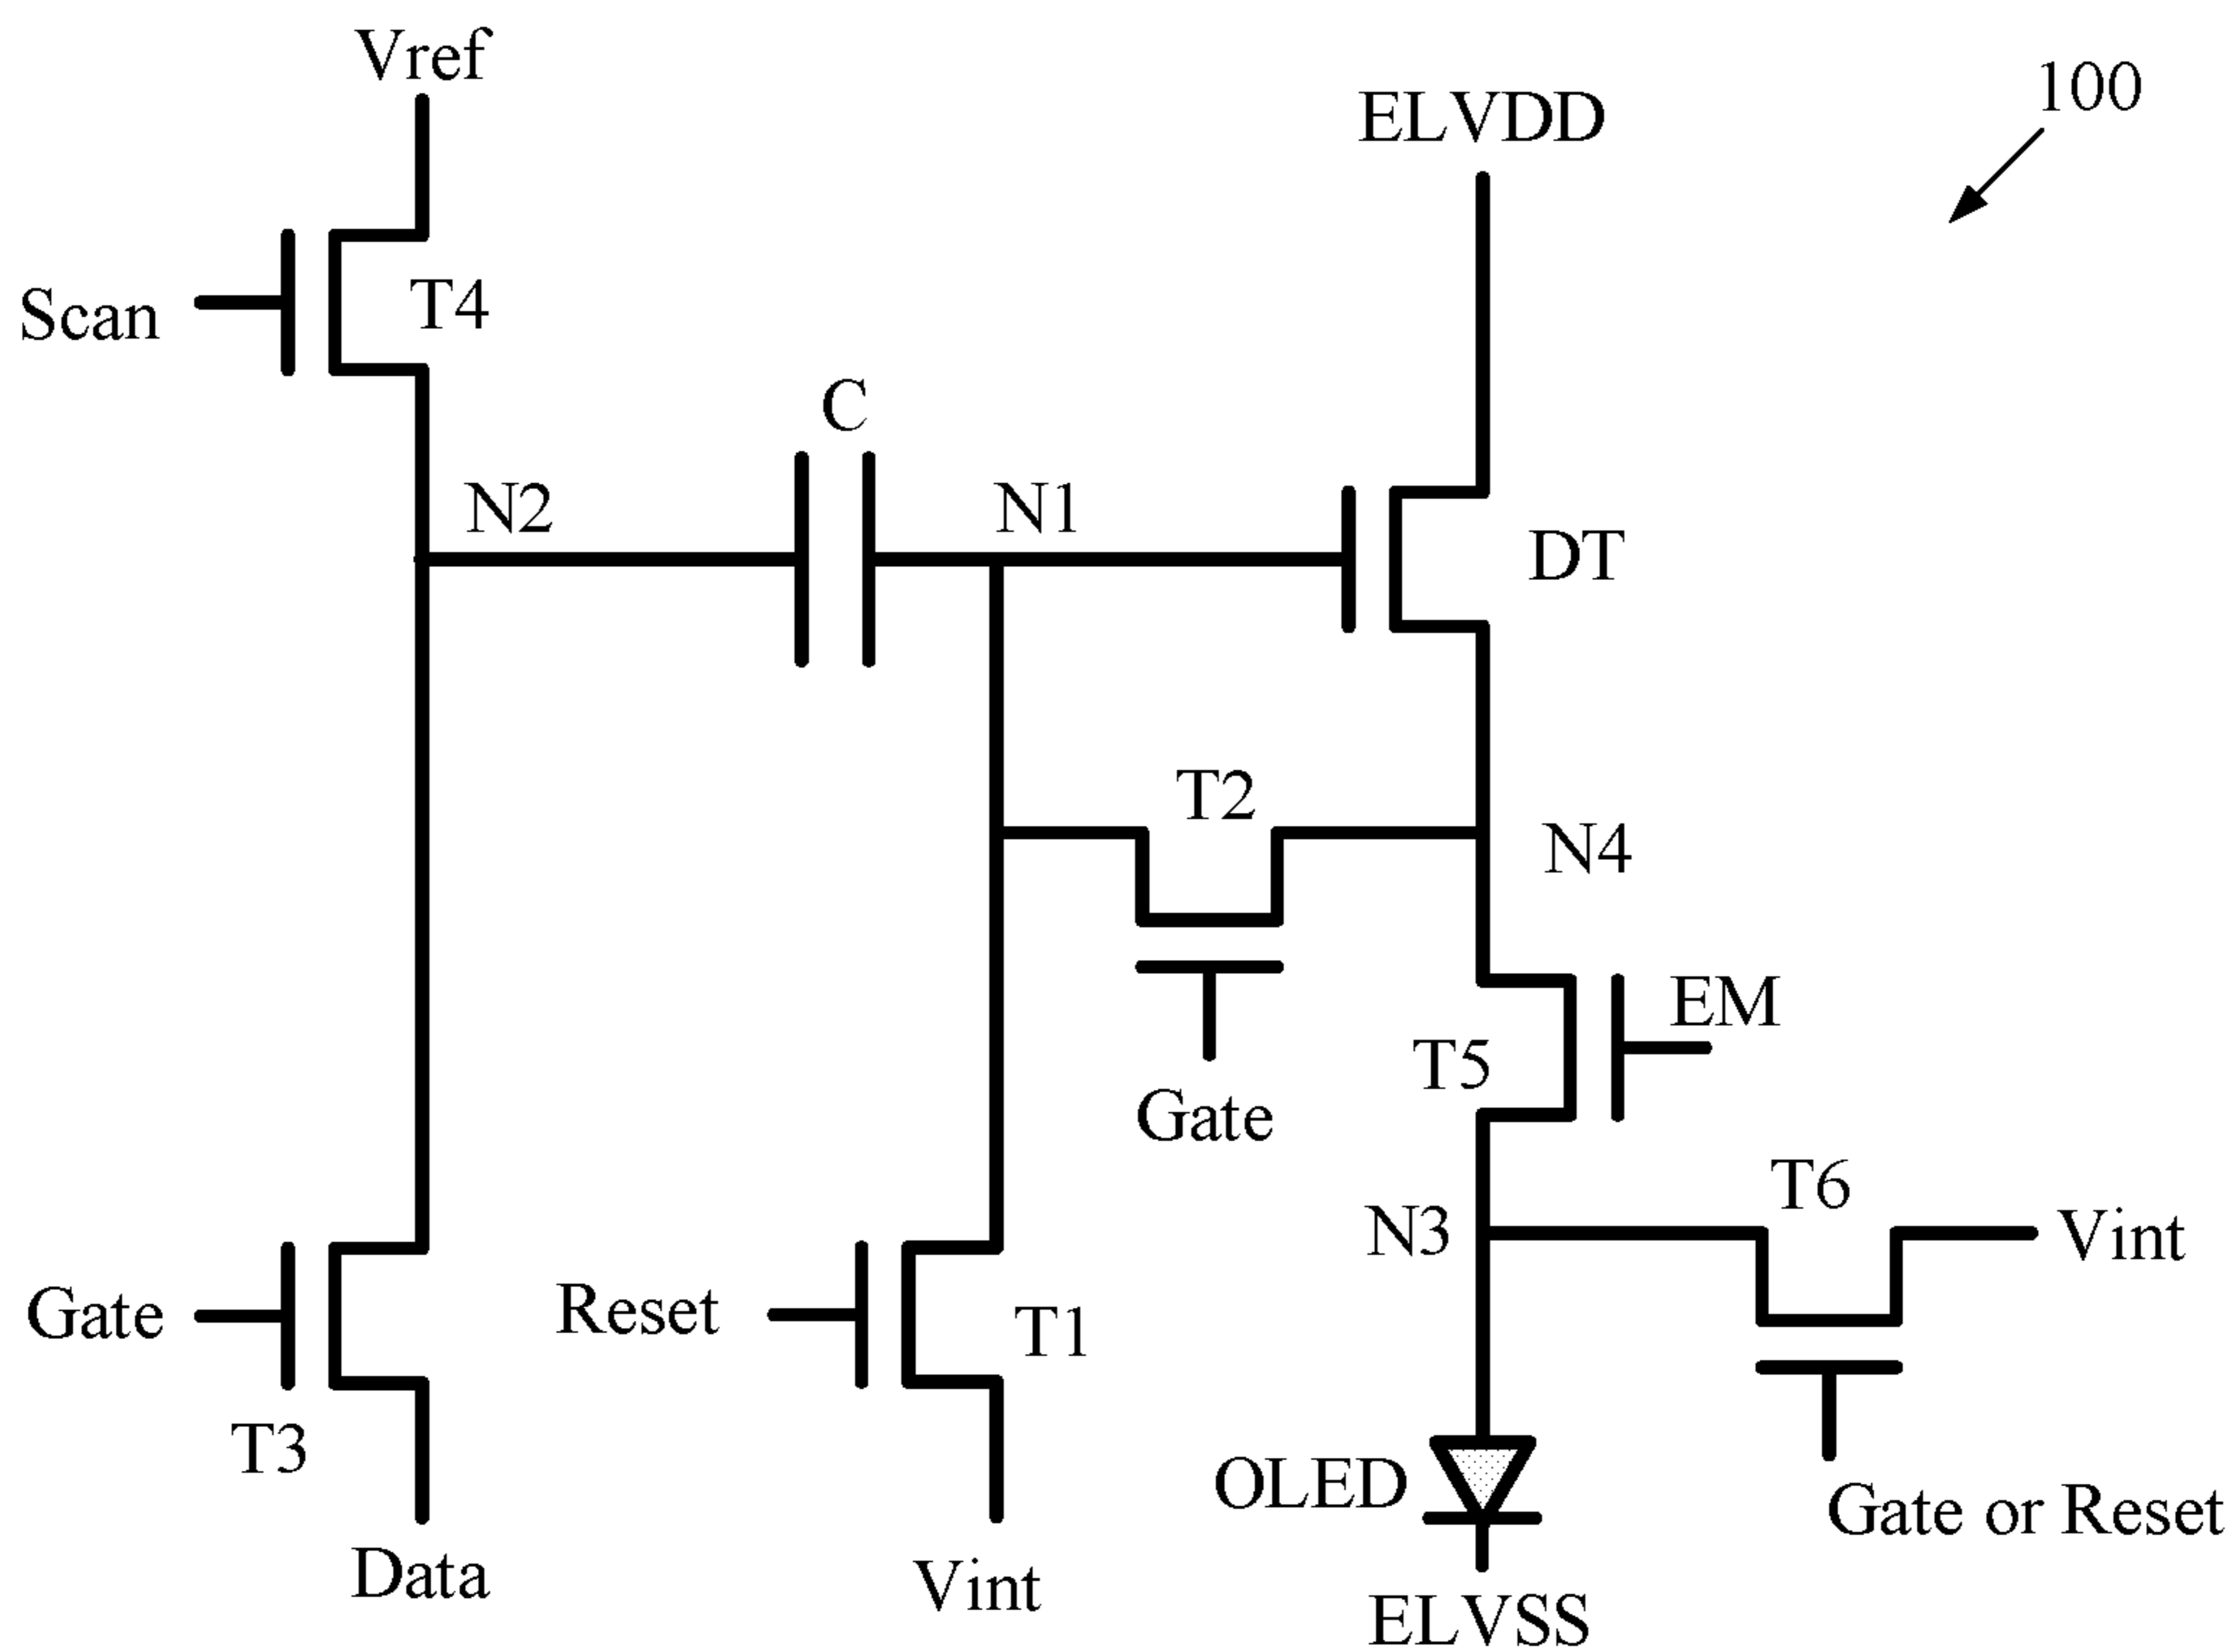 Vref
100
ELVDD
Scan
T4
C
N2
N1
DT
T2
N4
EM
T5
Gate
T6
N3
Vint
Gate
Reset
T1
T3
OLED
Gate or Reset
Data
Vint
ELVSS